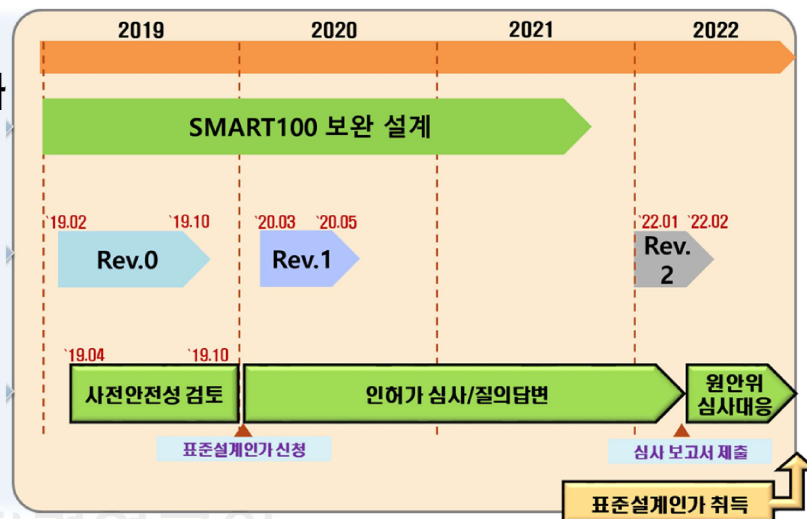 2019 2020 2021 2022
SMART100 보완 설계
`19.02 `19.10 `20.03 `20.05 `22.01 `22.02
Rev.0
Rev.1
Rev.
2
`19.04 `19.10
사전안전성 검토
인허가 심사/질의답변
원안위
심사대응
표준설계인가 신청
심사 보고서 제출
표준설계인가 취득